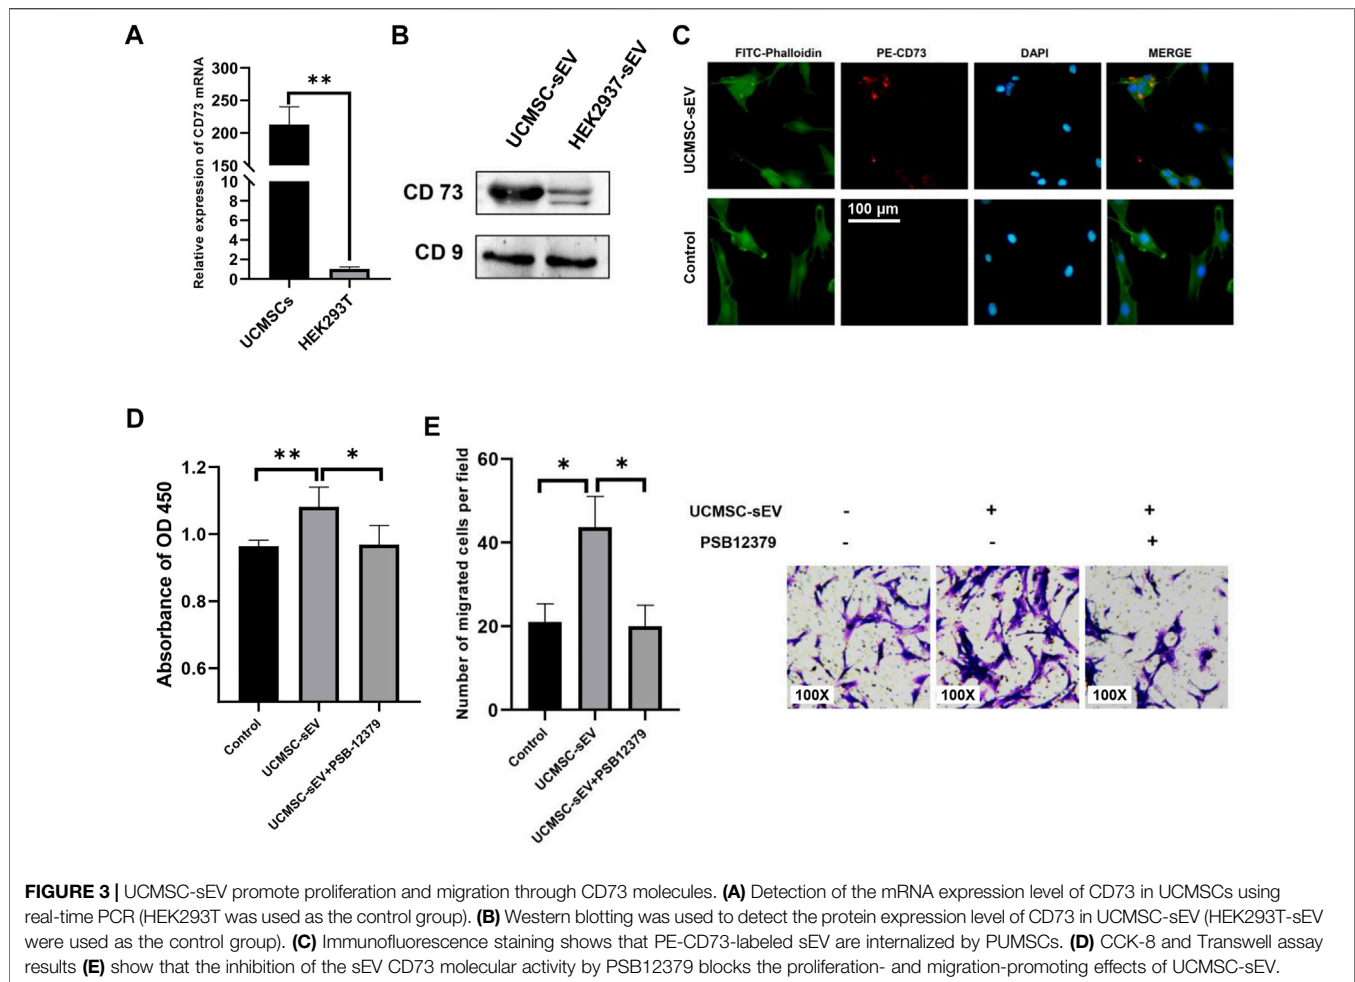 A
Relative expression of CD73 mRNA
300
250
200
150
10
8
6
4
2
0
**
UCMSCs
HEK293T
B
UCMSC-sEV
HEK2937-sEV
CD 73
CD 9
C
FITC-Phalloidin PE-CD73 DAPI MERGE
UCMSC-sEV
Control
100 μm
D
Absorbance of OD 450
1.2
1.0
0.8
0.6
** *
Control
UCMSC-sEV
UCMSC-sEV+PSB-12379
E
Number of migrated cells per field
60
40
20
0
* *
Control
UCMSC-sEV
UCMSC-sEV+PSB12379
UCMSC-sEV - + +
PSB12379 - - +
100X 100X 100X
FIGURE 3 | UCMSC-sEV promote proliferation and migration through CD73 molecules. (A) Detection of the mRNA expression level of CD73 in UCMSCs using
real-time PCR (HEK293T was used as the control group). (B) Western blotting was used to detect the protein expression level of CD73 in UCMSC-sEV (HEK293T-sEV
were used as the control group). (C) Immunofluorescence staining shows that PE-CD73-labeled sEV are internalized by PUMSCs. (D) CCK-8 and Transwell assay
results (E) show that the inhibition of the sEV CD73 molecular activity by PSB12379 blocks the proliferation- and migration-promoting effects of UCMSC-sEV.